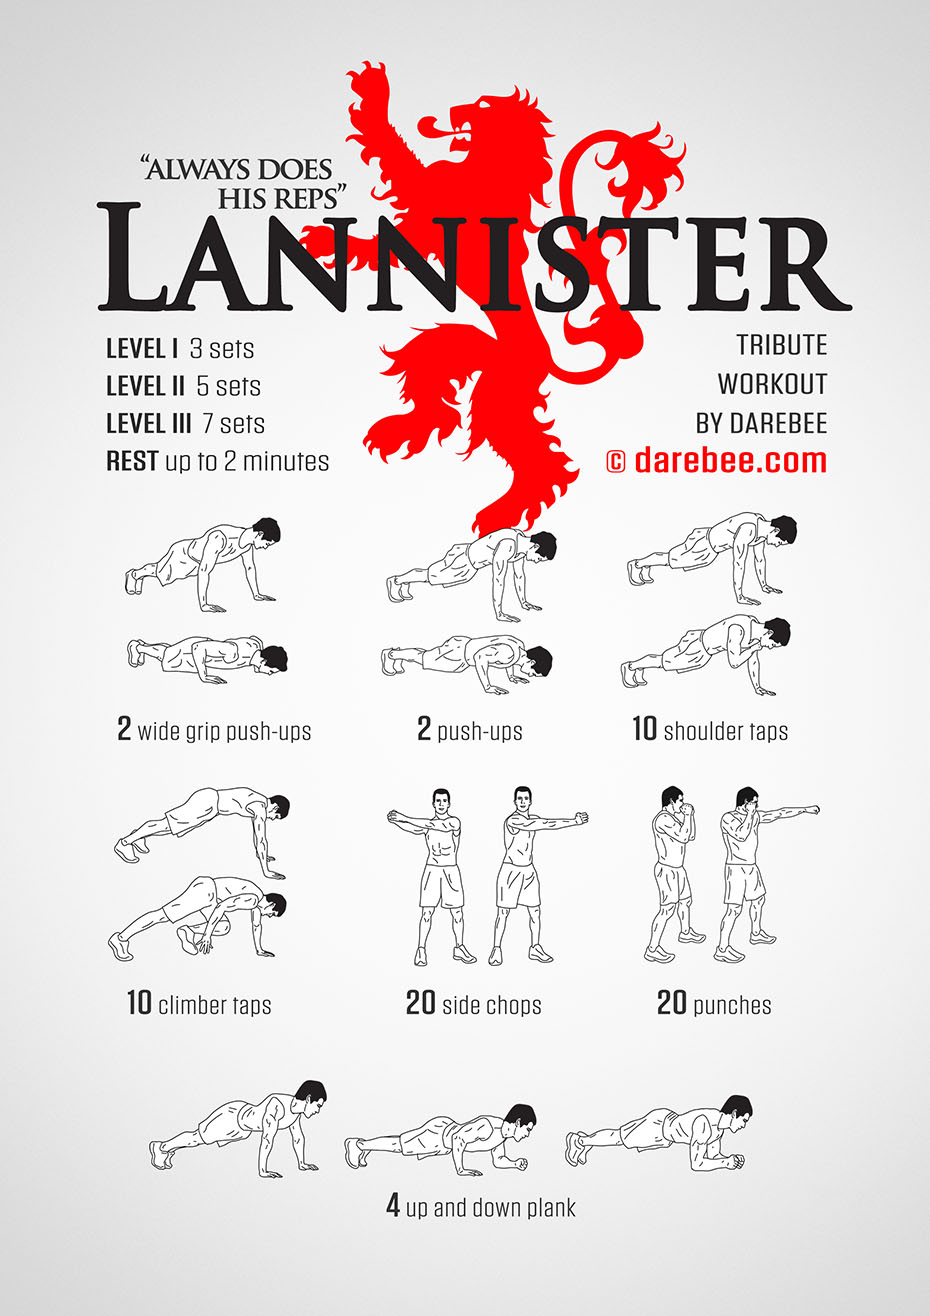 “ALWAYS DOES
HIS REPS”
LANNISTER
LEVEL I 3 sets
LEVEL II 5 sets
LEVEL III 7 sets
REST up to 2 minutes
TRIBUTE
WORKOUT
BY DAREBEE
© darebee.com
2 wide grip push-ups
2 push-ups
10 shoulder taps
10 climber taps
20 side chops
20 punches
4 up and down plank